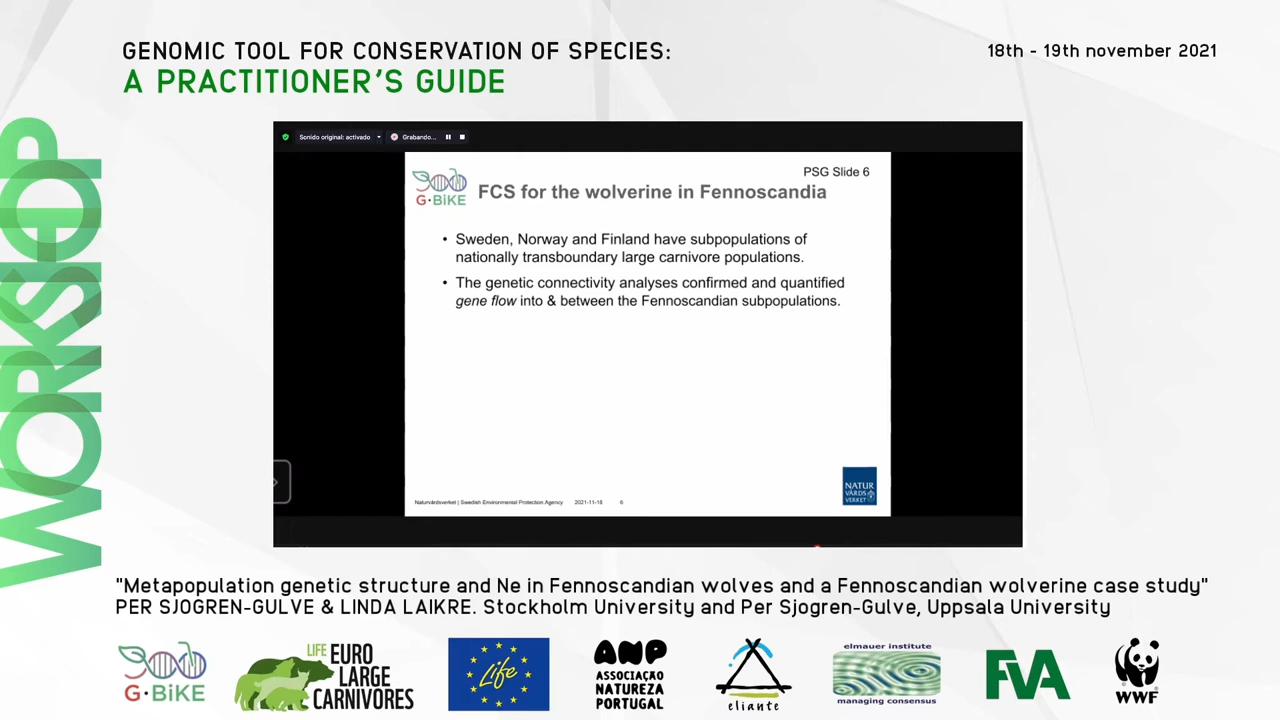 GENOMIC TOOL FOR CONSERVATION OF SPECIES:
A PRACTITIONER'S GUIDE
18th - 19th november 2021
WORKSHOP
Sonido original: activado
Grabando...
PSG Slide 6
G·BiKE
FCS for the wolverine in Fennoscandia
• Sweden, Norway and Finland have subpopulations of
nationally transboundary large carnivore populations.
• The genetic connectivity analyses confirmed and quantified
gene flow into & between the Fennoscandian subpopulations.
Naturvårdsverket | Swedish Environmental Protection Agency 2021-11-18 6
NATUR
VÅRDS
VERKET
"Metapopulation genetic structure and Ne in Fennoscandian wolves and a Fennoscandian wolverine case study"
PER SJOGREN-GULVE & LINDA LAIKRE. Stockholm University and Per Sjogren-Gulve, Uppsala University
G·BiKE
LIFE EURO
LARGE
CARNIVORES
Life
ANP
ASSOCIAÇÃO
NATUREZA
PORTUGAL
eliante
elmauer institute
managing consensus
FVA
WWF